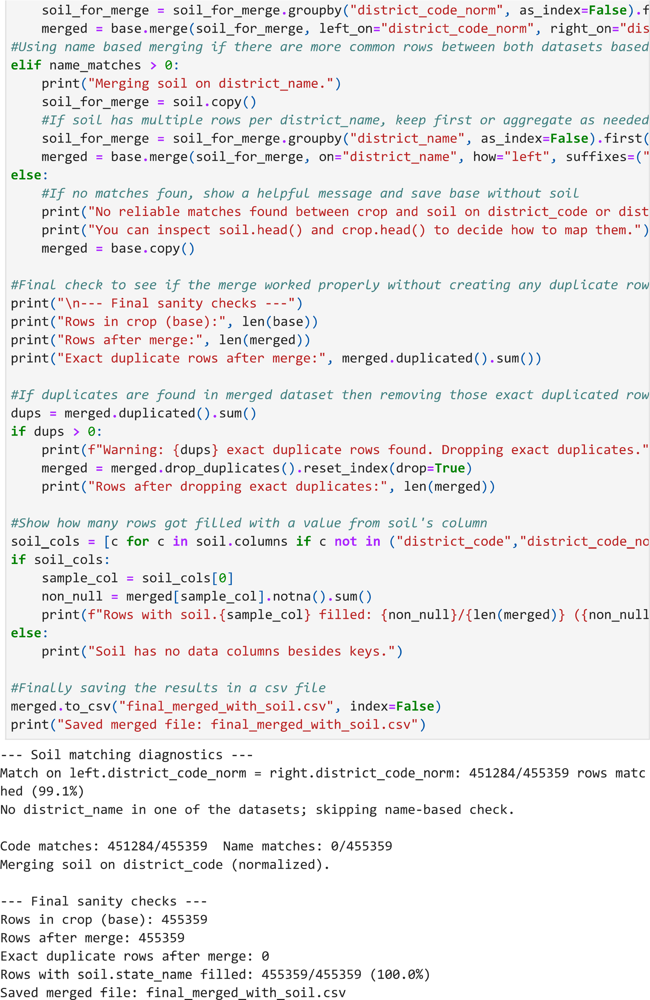 soil_for_merge = soil_for_merge.groupby("district_code_norm", as_index=False).f
    merged = base.merge(soil_for_merge, left_on="district_code_norm", right_on="dis
#Using name based merging if there are more common rows between both datasets based
elif name_matches > 0:
    print("Merging soil on district_name.")
    soil_for_merge = soil.copy()
    #If soil has multiple rows per district_name, keep first or aggregate as needed
    soil_for_merge = soil_for_merge.groupby("district_name", as_index=False).first(
    merged = base.merge(soil_for_merge, on="district_name", how="left", suffixes=("
else:
    #If no matches foun, show a helpful message and save base without soil
    print("No reliable matches found between crop and soil on district_code or dist
    print("You can inspect soil.head() and crop.head() to decide how to map them.")
    merged = base.copy()

#Final check to see if the merge worked properly without creating any duplicate row
print("\n--- Final sanity checks ---")
print("Rows in crop (base):", len(base))
print("Rows after merge:", len(merged))
print("Exact duplicate rows after merge:", merged.duplicated().sum())

#If duplicates are found in merged dataset then removing those exact duplicated row
dups = merged.duplicated().sum()
if dups > 0:
    print(f"Warning: {dups} exact duplicate rows found. Dropping exact duplicates."
    merged = merged.drop_duplicates().reset_index(drop=True)
    print("Rows after dropping exact duplicates:", len(merged))

#Show how many rows got filled with a value from soil's column
soil_cols = [c for c in soil.columns if c not in ("district_code","district_code_no
if soil_cols:
    sample_col = soil_cols[0]
    non_null = merged[sample_col].notna().sum()
    print(f"Rows with soil.{sample_col} filled: {non_null}/{len(merged)} ({non_null
else:
    print("Soil has no data columns besides keys.")

#Finally saving the results in a csv file
merged.to_csv("final_merged_with_soil.csv", index=False)
print("Saved merged file: final_merged_with_soil.csv")
--- Soil matching diagnostics ---
Match on left.district_code_norm = right.district_code_norm: 451284/455359 rows matc
hed (99.1%)
No district_name in one of the datasets; skipping name-based check.

Code matches: 451284/455359  Name matches: 0/455359
Merging soil on district_code (normalized).

--- Final sanity checks ---
Rows in crop (base): 455359
Rows after merge: 455359
Exact duplicate rows after merge: 0
Rows with soil.state_name filled: 455359/455359 (100.0%)
Saved merged file: final_merged_with_soil.csv